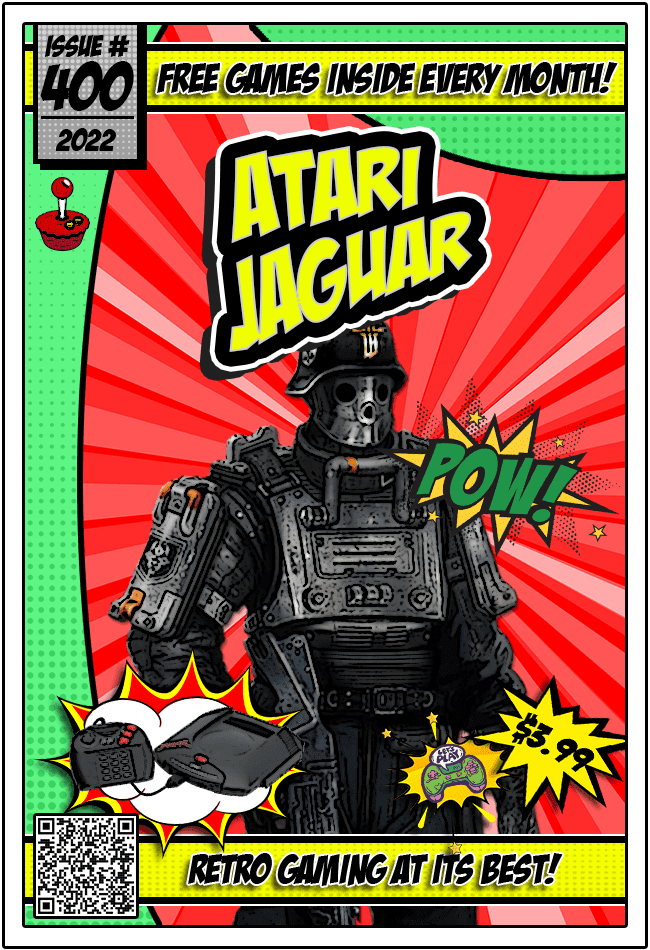 ISSUE #
400
2022
FREE GAMES INSIDE EVERY MONTH!
ATARI
JAGUAR
W
POW!
LET'S
PLAY
$3.99
RETRO GAMING AT ITS BEST!